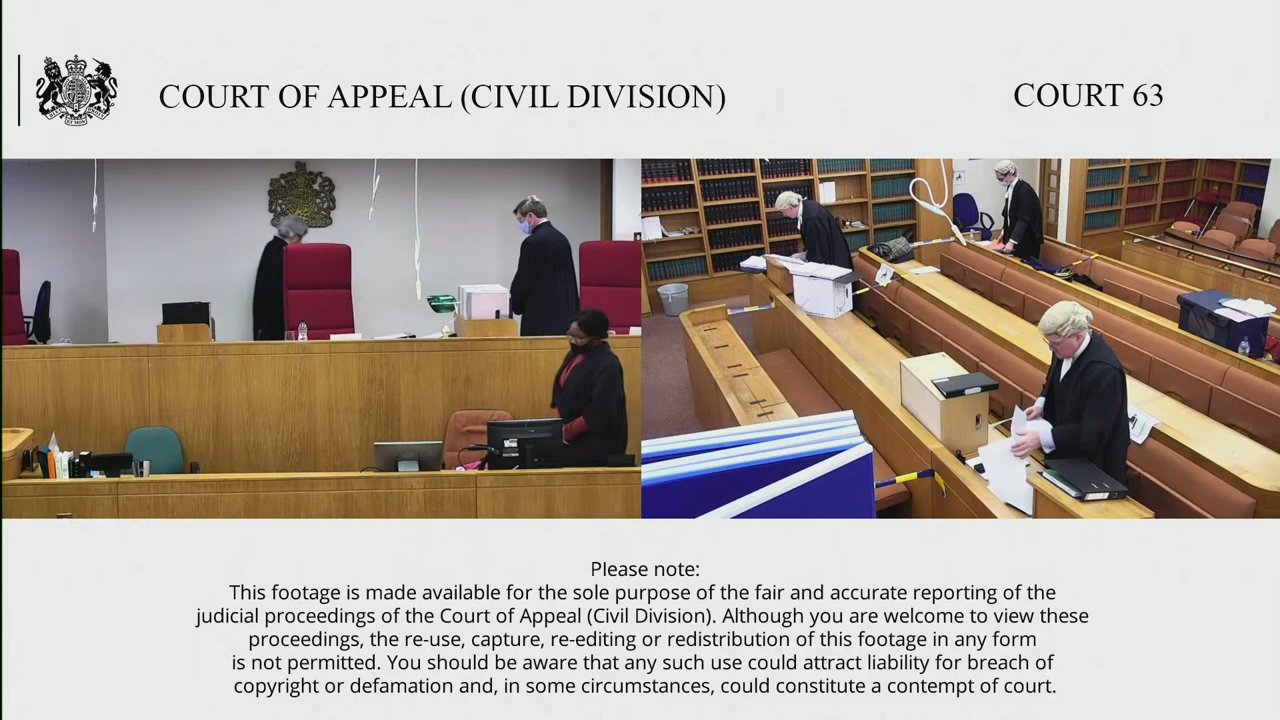 COURT OF APPEAL (CIVIL DIVISION)
COURT 63
Please note:
This footage is made available for the sole purpose of the fair and accurate reporting of the
judicial proceedings of the Court of Appeal (Civil Division). Although you are welcome to view these
proceedings, the re-use, capture, re-editing or redistribution of this footage in any form
is not permitted. You should be aware that any such use could attract liability for breach of
copyright or defamation and, in some circumstances, could constitute a contempt of court.